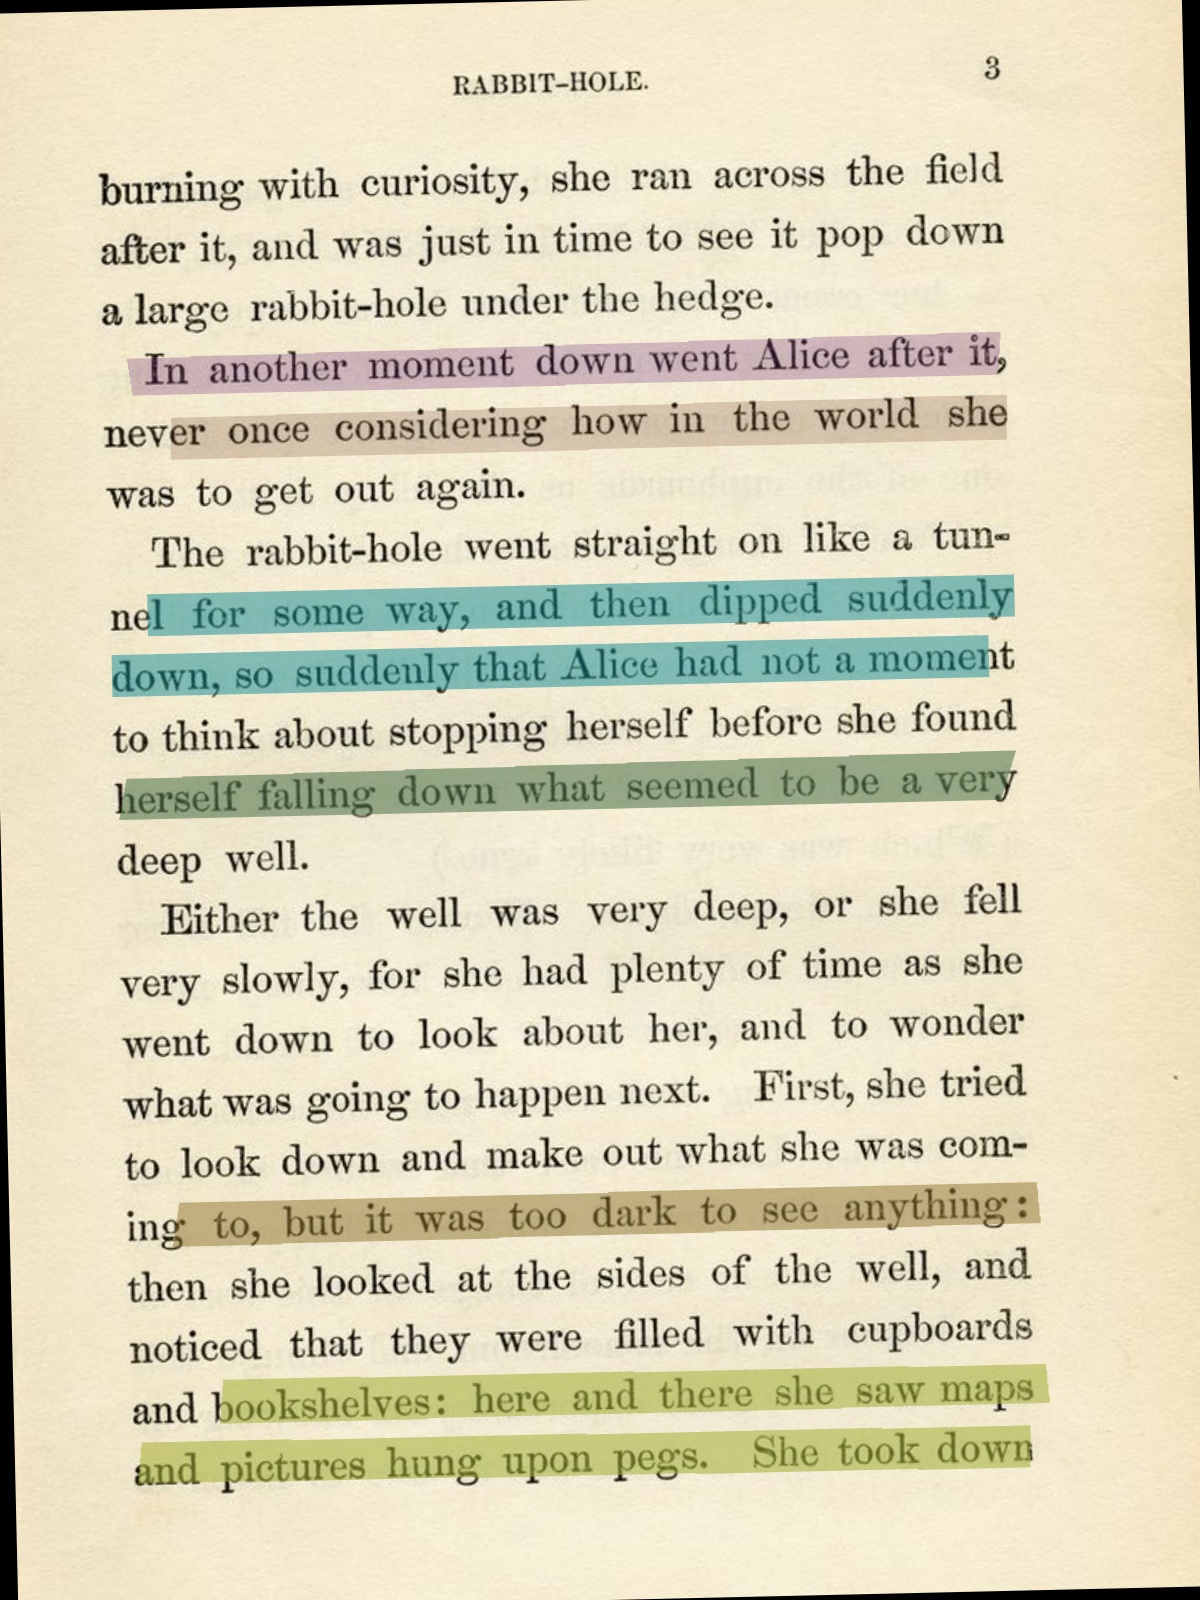 RABBIT-HOLE. 3
burning with curiosity, she ran across the field
after it, and was just in time to see it pop down
a large rabbit-hole under the hedge.
In another moment down went Alice after it,
never once considering how in the world she
was to get out again.
The rabbit-hole went straight on like a tun-
nel for some way, and then dipped suddenly
down, so suddenly that Alice had not a moment
to think about stopping herself before she found
herself falling down what seemed to be a very
deep well.
Either the well was very deep, or she fell
very slowly, for she had plenty of time as she
went down to look about her, and to wonder
what was going to happen next. First, she tried
to look down and make out what she was com-
ing to, but it was too dark to see anything:
then she looked at the sides of the well, and
noticed that they were filled with cupboards
and bookshelves: here and there she saw maps
and pictures hung upon pegs. She took down